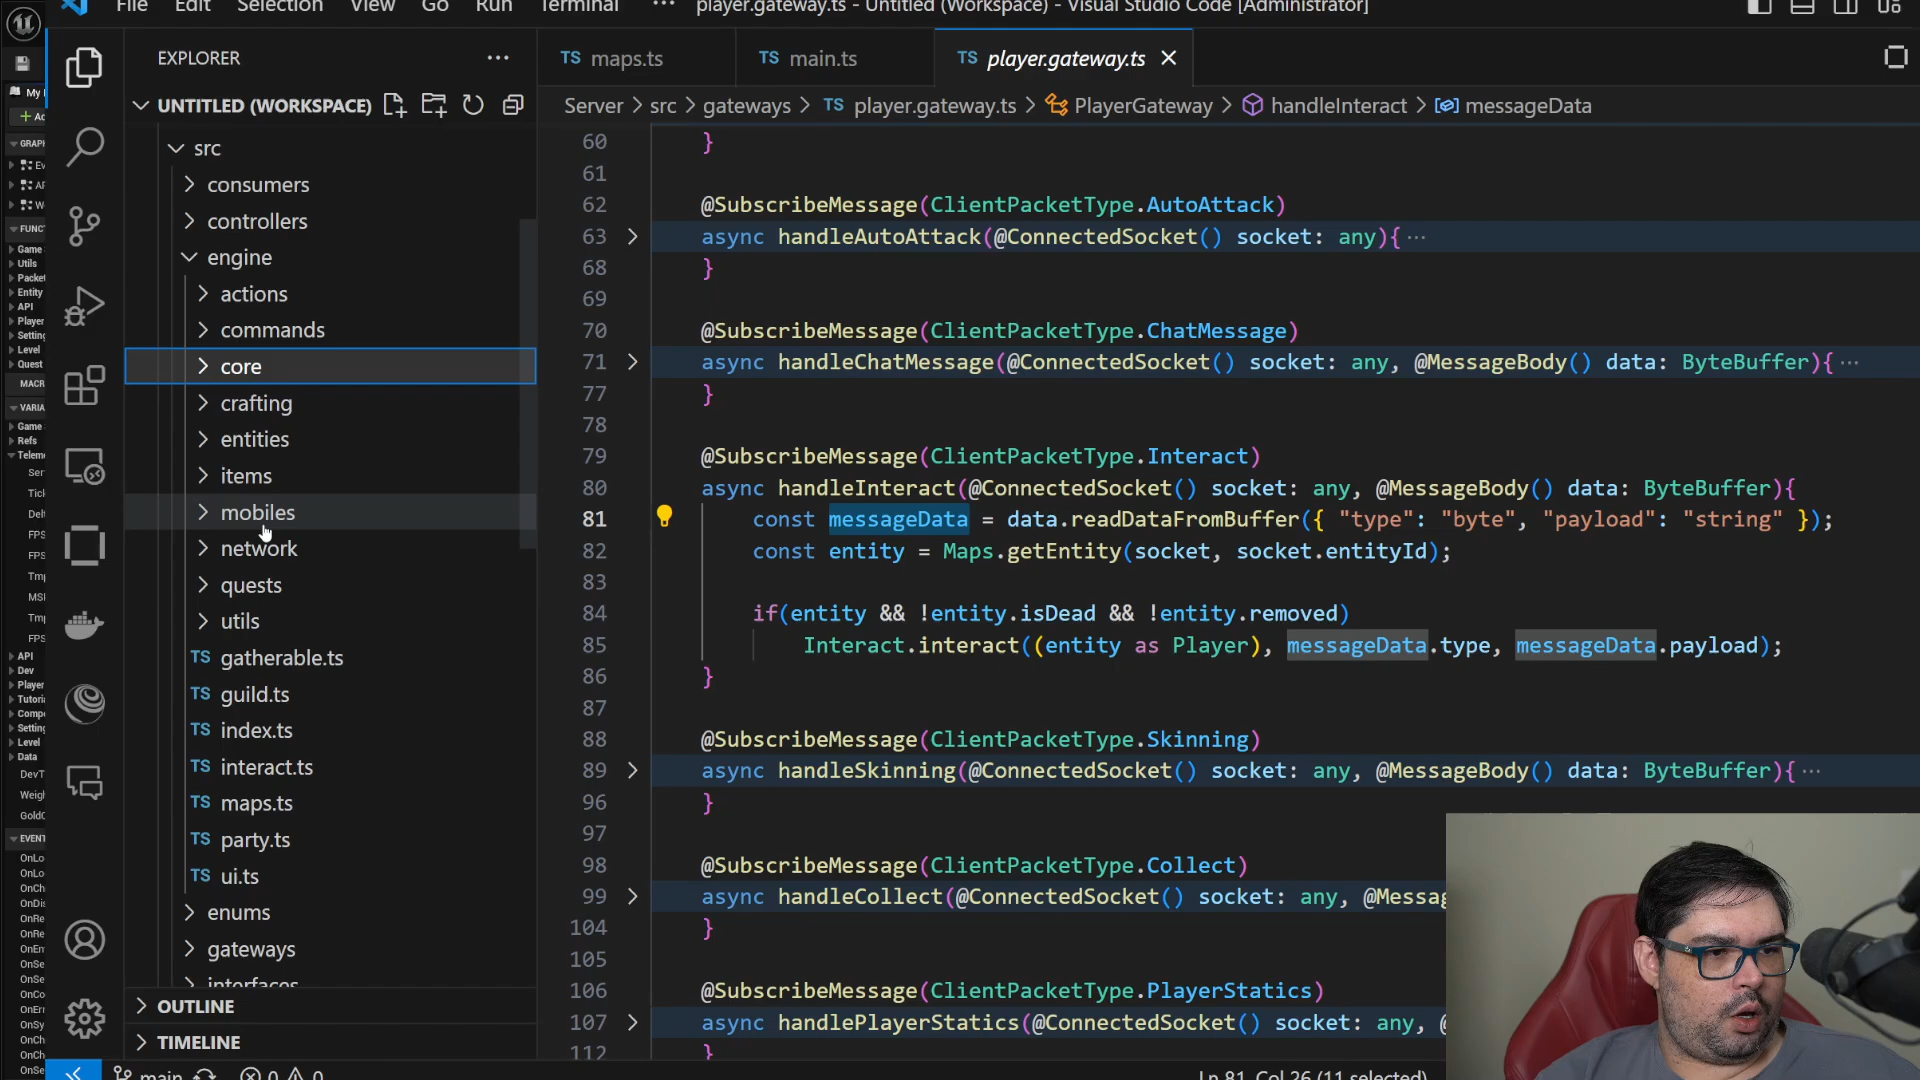 File Edit Selection View Go Run Terminal ··· player.gateway.ts - Untitled (Workspace) - Visual Studio Code [Administrator]
EXPLORER ···
UNTITLED (WORKSPACE)
src
consumers
controllers
engine
actions
commands
core
crafting
entities
items
mobiles
network
quests
utils
TS gatherable.ts
TS guild.ts
TS index.ts
TS interact.ts
TS maps.ts
TS party.ts
TS ui.ts
enums
gateways
interfaces
OUTLINE
TIMELINE
main 0 0
TS maps.ts TS main.ts TS player.gateway.ts
Server > src > gateways > TS player.gateway.ts > PlayerGateway > handleInteract > messageData
60 }
61
62 @SubscribeMessage(ClientPacketType.AutoAttack)
63 async handleAutoAttack(@ConnectedSocket() socket: any){ ···
68 }
69
70 @SubscribeMessage(ClientPacketType.ChatMessage)
71 async handleChatMessage(@ConnectedSocket() socket: any, @MessageBody() data: ByteBuffer){ ···
77 }
78
79 @SubscribeMessage(ClientPacketType.Interact)
80 async handleInteract(@ConnectedSocket() socket: any, @MessageBody() data: ByteBuffer){
81 const messageData = data.readDataFromBuffer({ "type": "byte", "payload": "string" });
82 const entity = Maps.getEntity(socket, socket.entityId);
83
84 if(entity && !entity.isDead && !entity.removed)
85 Interact.interact((entity as Player), messageData.type, messageData.payload);
86 }
87
88 @SubscribeMessage(ClientPacketType.Skinning)
89 async handleSkinning(@ConnectedSocket() socket: any, @MessageBody() data: ByteBuffer){ ···
96 }
97
98 @SubscribeMessage(ClientPacketType.Collect)
99 async handleCollect(@ConnectedSocket() socket: any, @Messag
104 }
105
106 @SubscribeMessage(ClientPacketType.PlayerStatics)
107 async handlePlayerStatics(@ConnectedSocket() socket: any, @
112 }
Ln 81, Col 26 (11 selected)